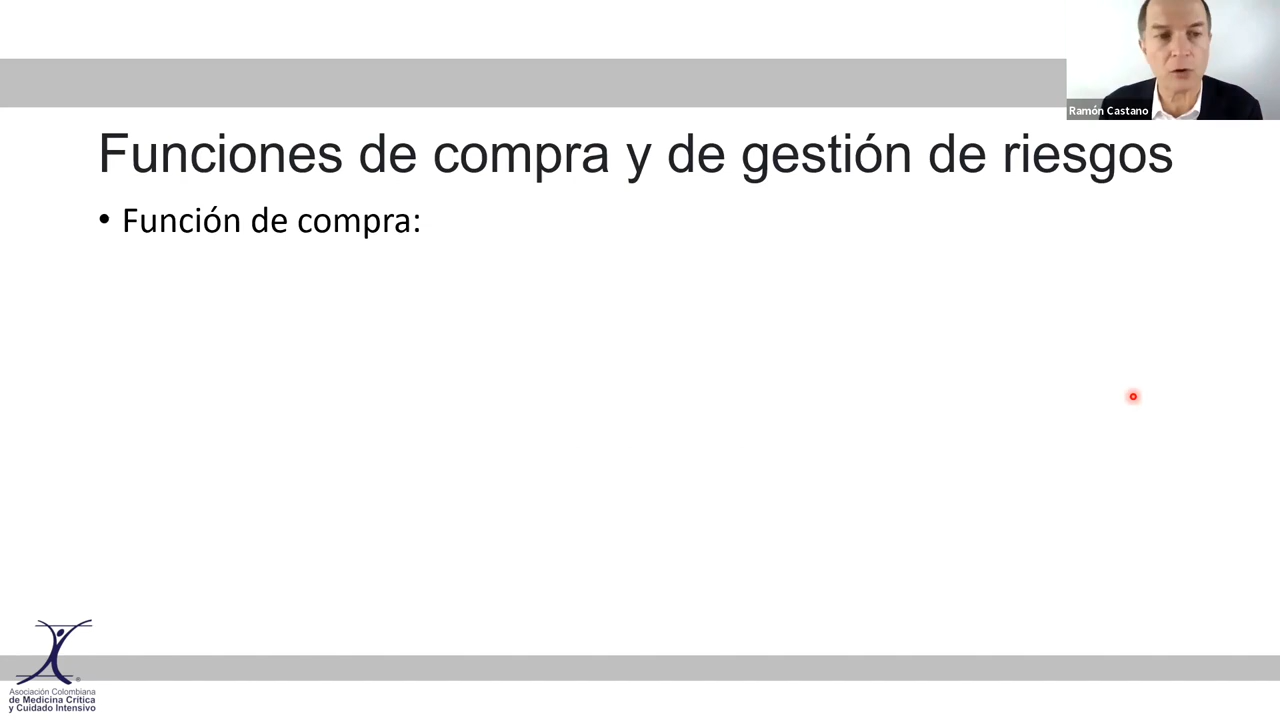 Ramón Castano
Funciones de compra y de gestión de riesgos
• Función de compra:
Asociación Colombiana
de Medicina Crítica
y Cuidado Intensivo